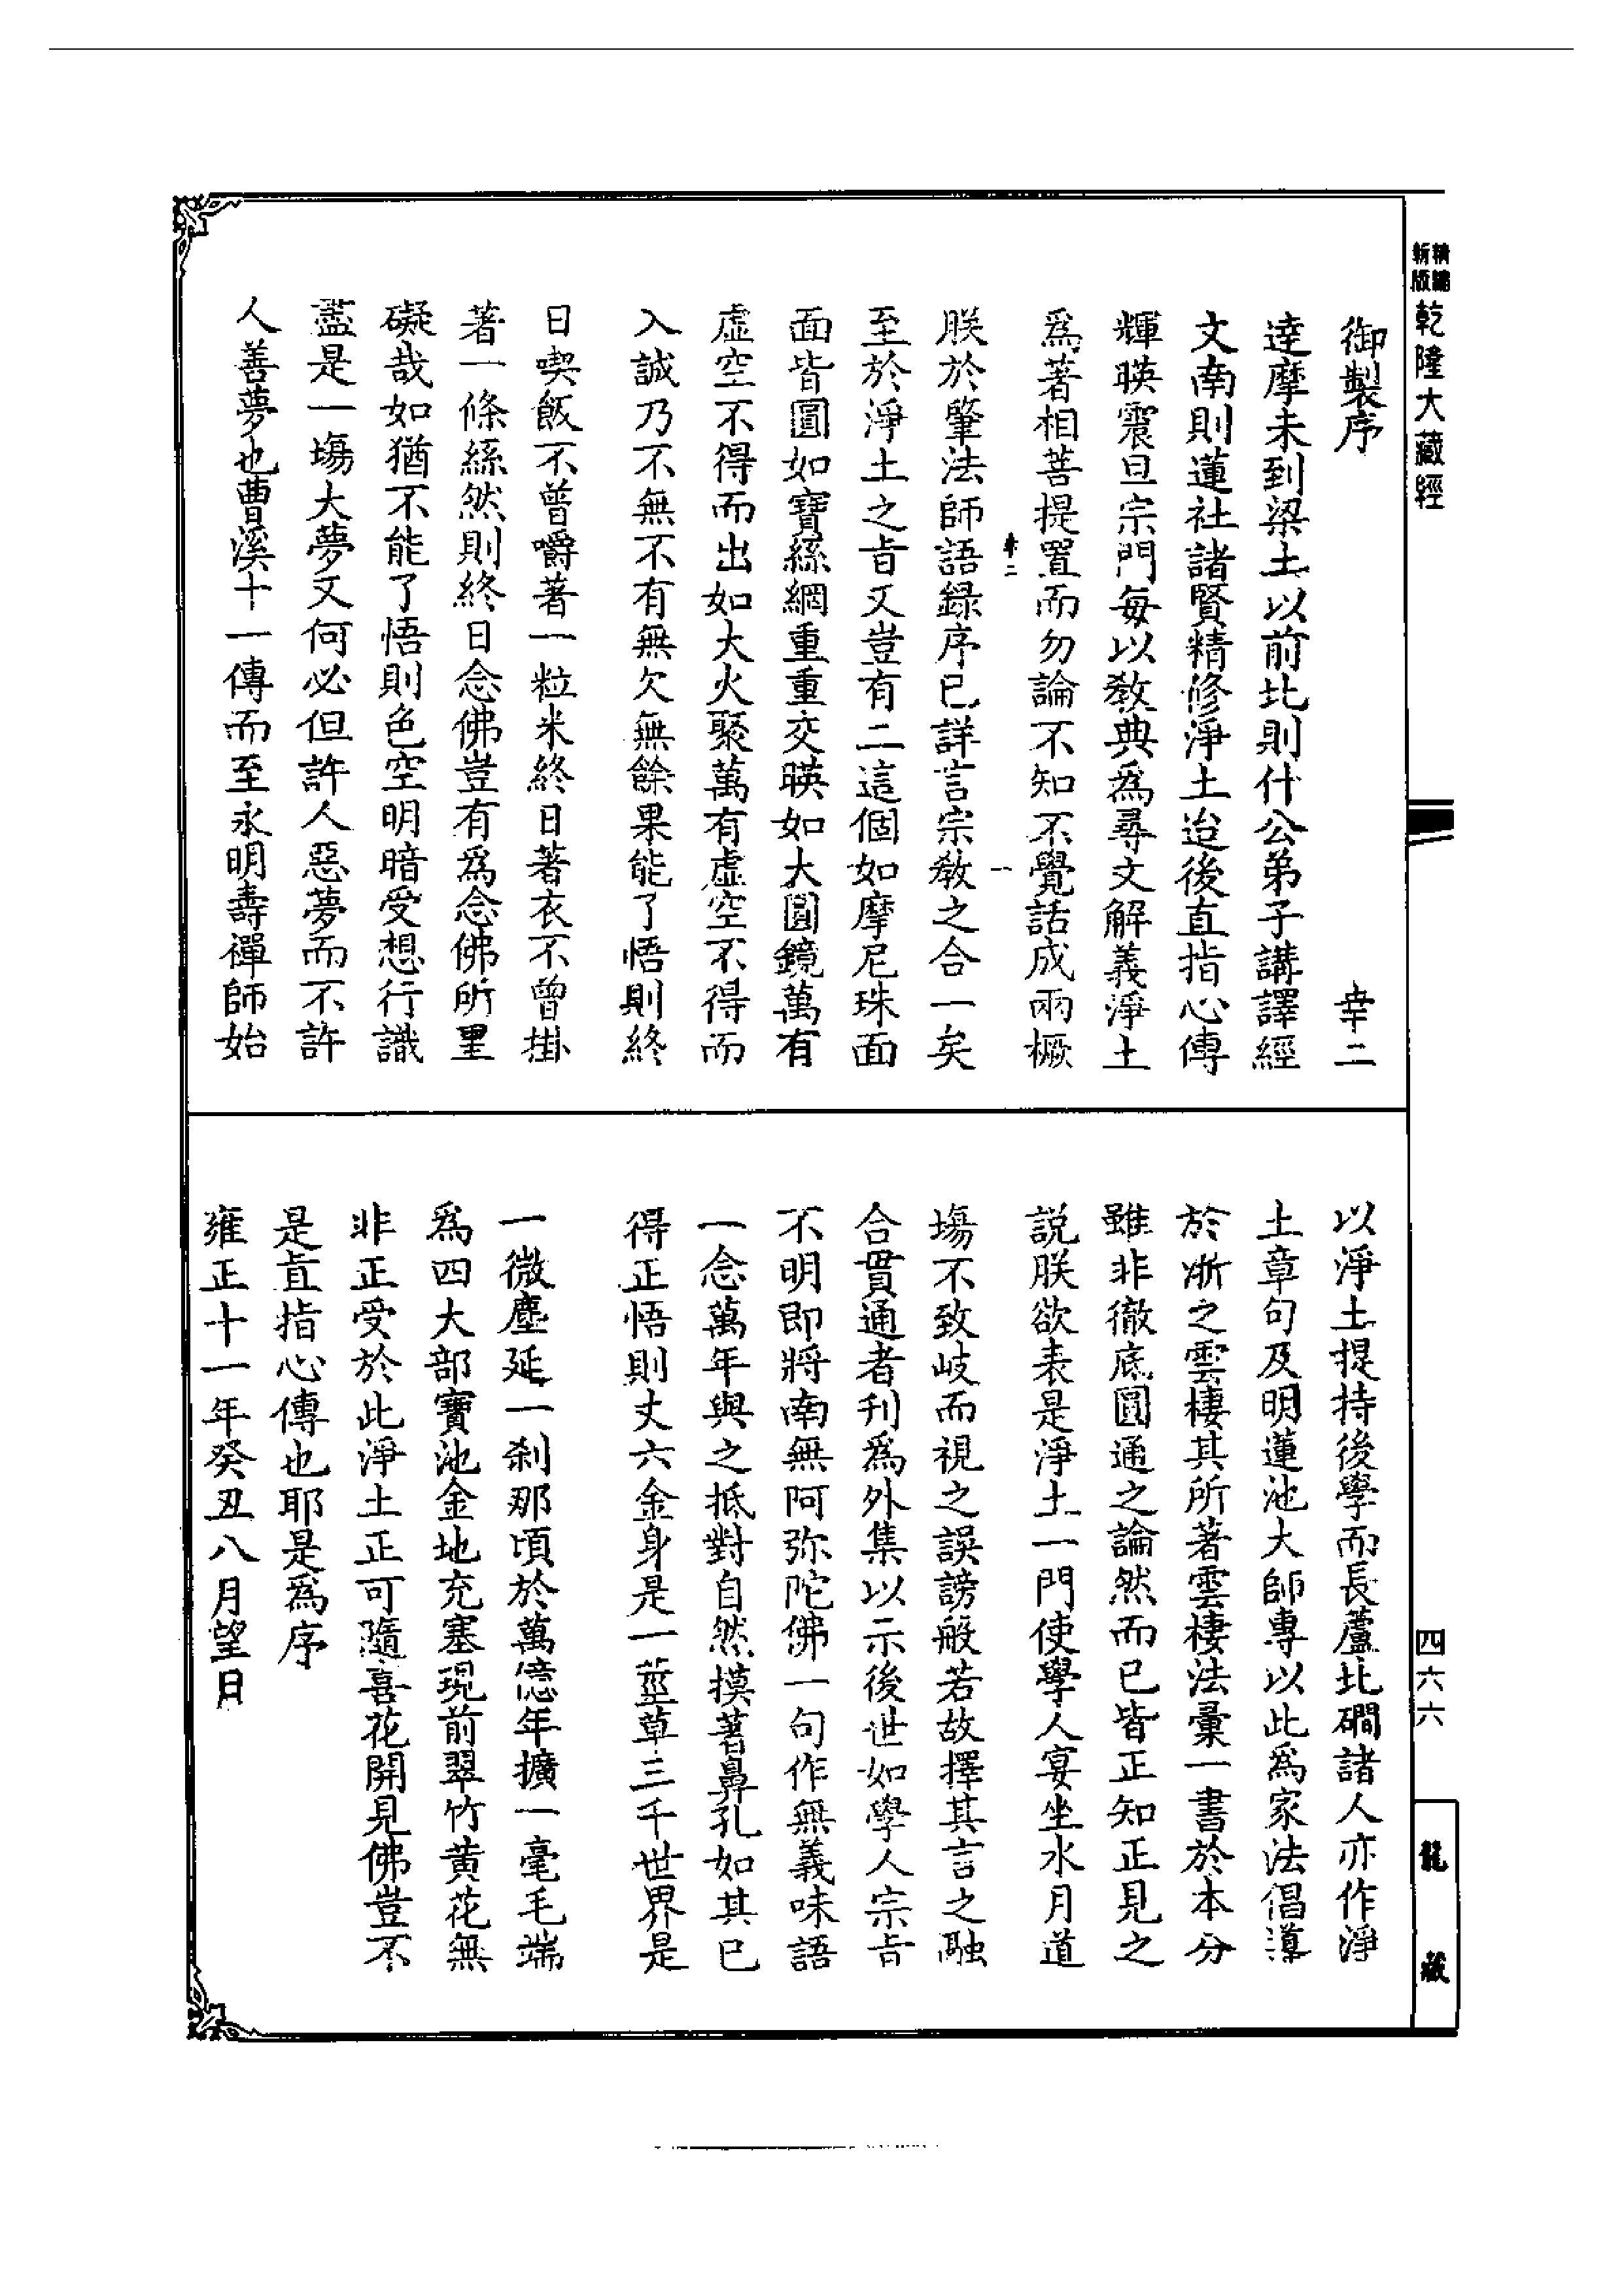 精編
新版
乾隆大藏經
御製序
幸二
達摩未到梁土以前北則什公弟子講譯經
文南則蓮社諸賢精修淨土迨後直指心傳
輝暎震旦宗門每以教典為尋文解義淨土
為著相菩提置而勿論不知不覺話成兩橛
幸二
一
朕於肇法師語録序已詳言宗教之合一矣
至於淨土之旨又豈有二這個如摩尼珠面
面皆圓如寶絲網重重交暎如大圓鏡萬有
虛空不得而出如大火聚萬有虛空不得而
入誠乃不無不有無欠無餘果能了悟則終
日喫飯不曾嚼著一粒米終日著衣不曾掛
著一條絲然則終日念佛豈有為念佛所罣
礙哉如猶不能了悟則色空明暗受想行識
盡是一場大夢又何必但許人惡夢而不許
人善夢也曹溪十一傳而至永明壽禪師始
以淨土提持後學而長蘆北磵諸人亦作淨
土章句及明蓮池大師專以此為家法倡導
於浙之雲棲其所著雲棲法彙一書於本分
雖非徹底圓通之論然而已皆正知正見之
説朕欲表是淨土一門使學人宴坐水月道
塲不致岐而視之誤謗般若故擇其言之融
合貫通者刊為外集以示後世如學人宗旨
不明即將南無阿弥陀佛一句作無義味語
一念萬年與之抵對自然摸著鼻孔如其已
得正悟則丈六金身是一莖草三千世界是
一微塵延一刹那頃於萬億年擴一毫毛端
為四大部寶池金地充塞現前翠竹黄花無
非正受於此淨土正可隨喜花開見佛豈不
是直指心傳也耶是為序
雍正十一年癸丑八月望日
四六六
龍藏